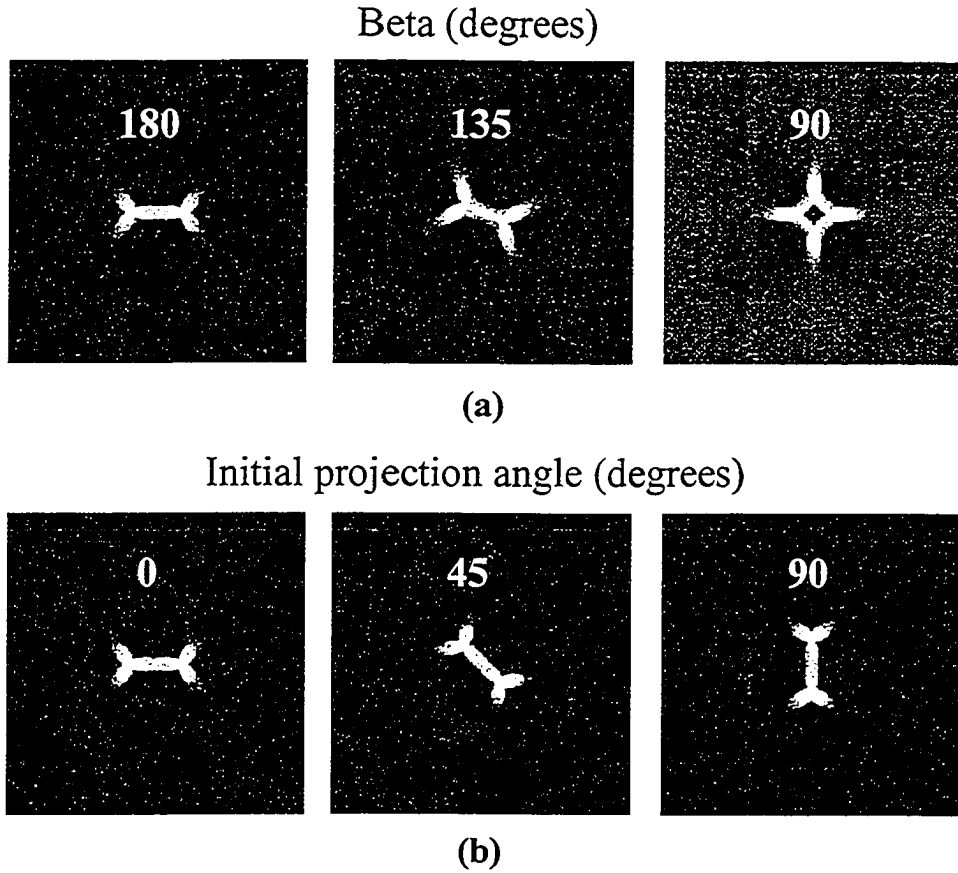 Beta (degrees)
180 135 90
(a)
Initial projection angle (degrees)
0 45 90
(b)